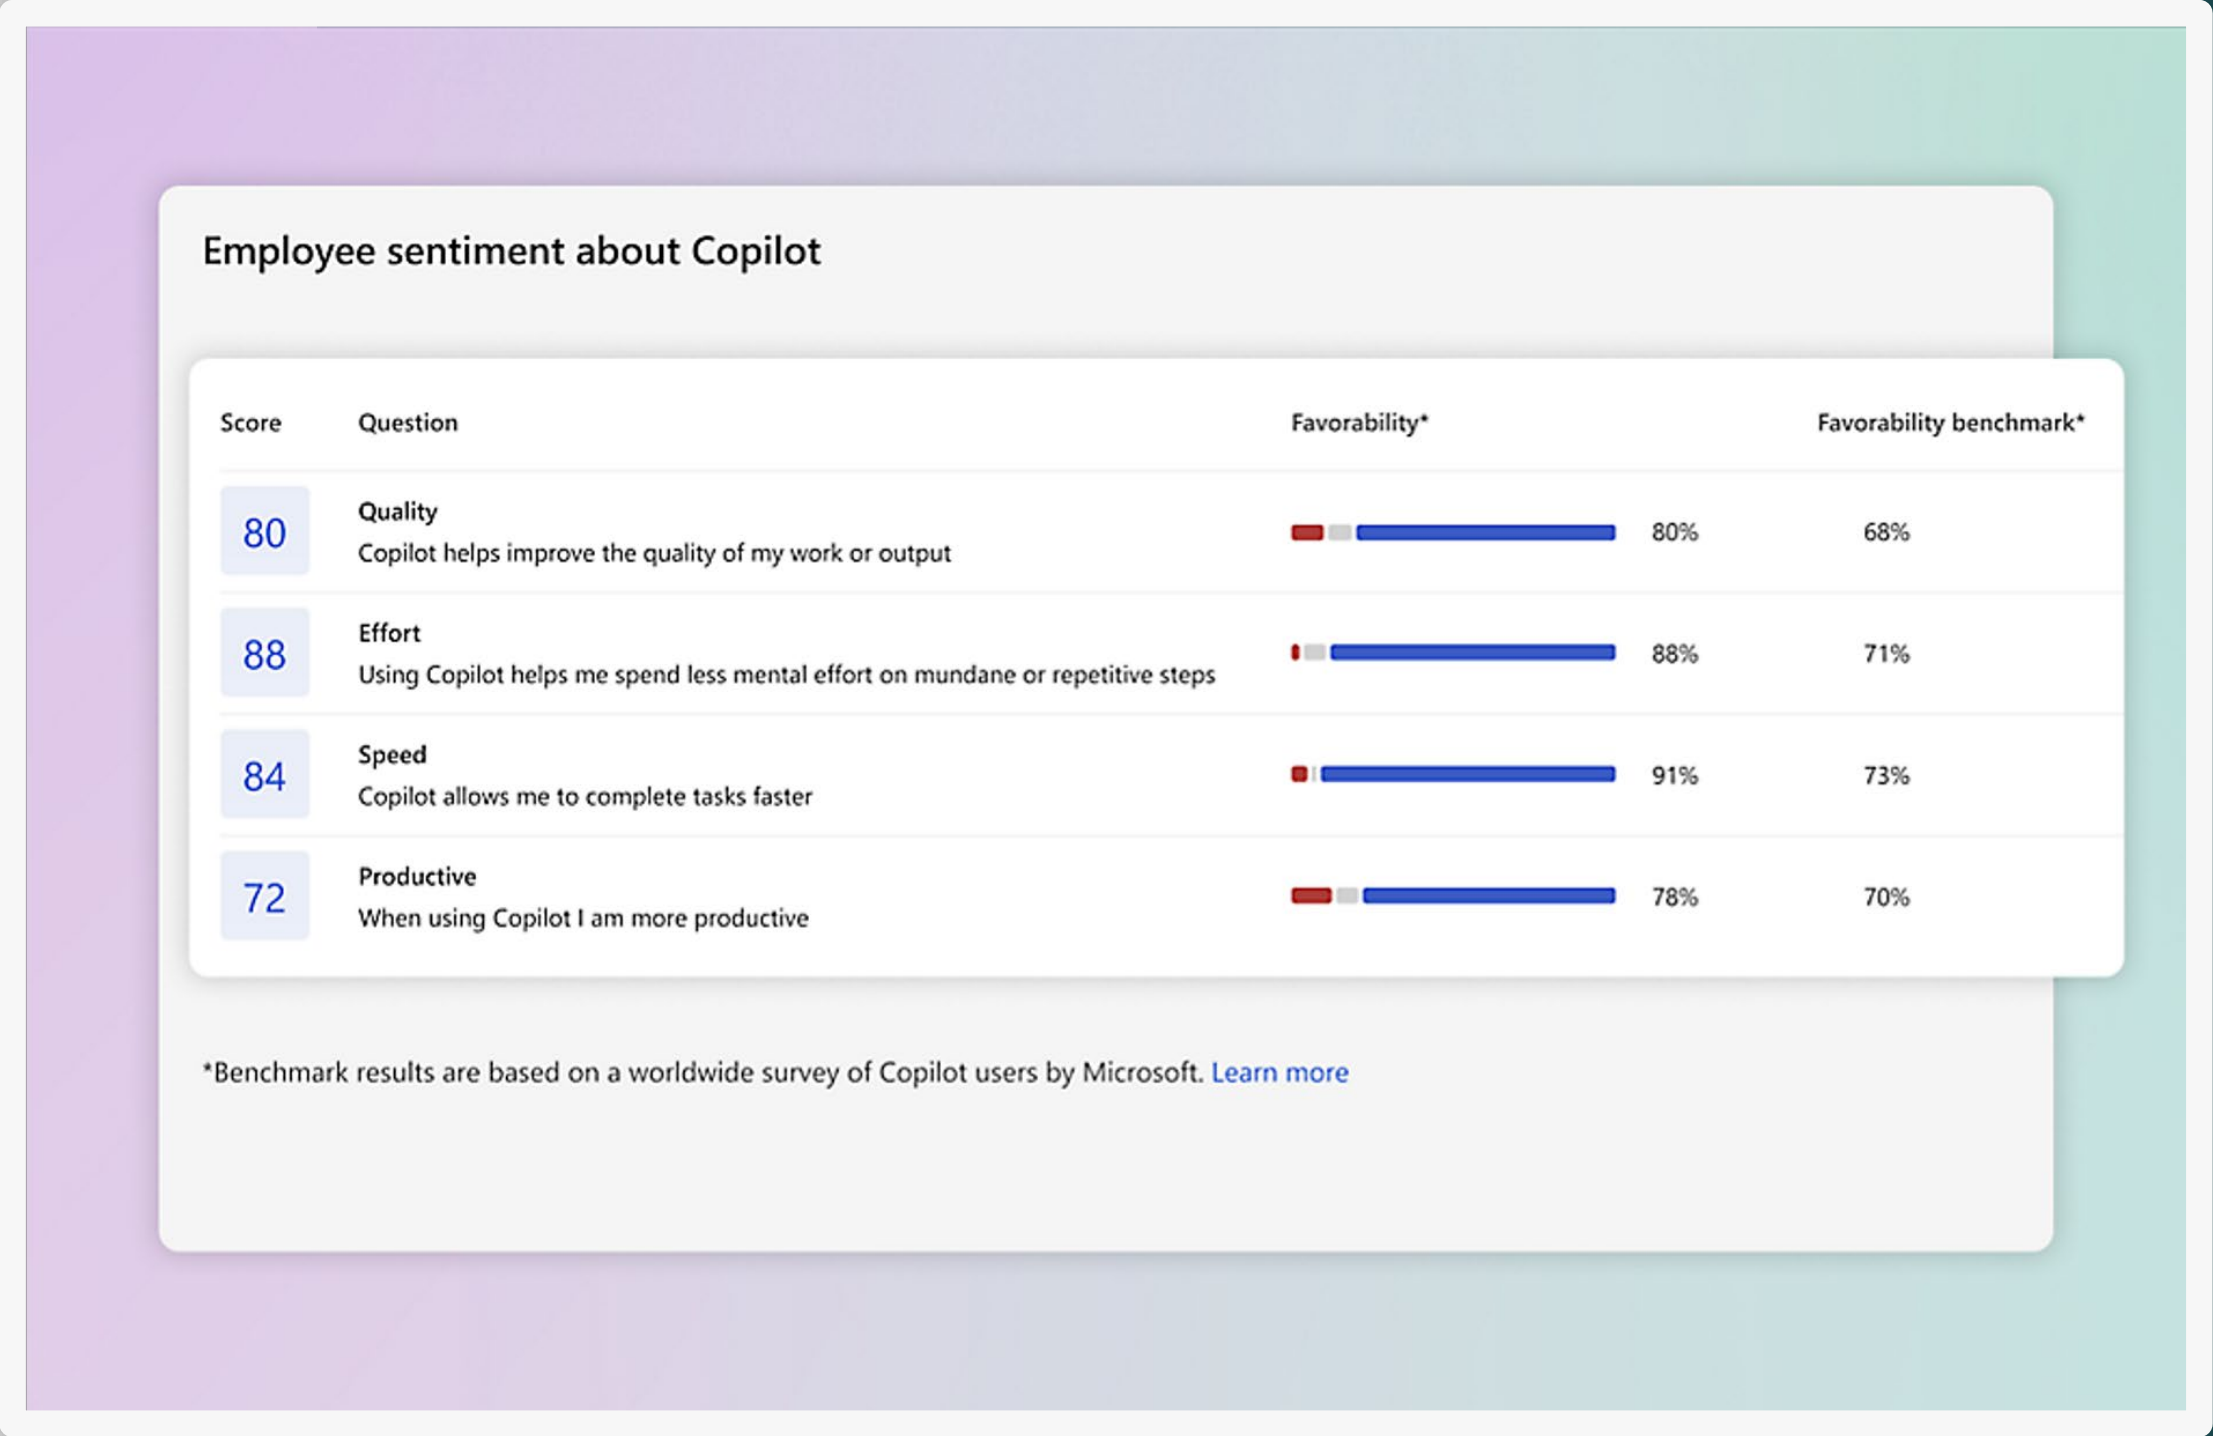 Employee sentiment about Copilot
Score Question Favorability* Favorability benchmark*
80 Quality 80% 68%
Copilot helps improve the quality of my work or output
88 Effort 88% 71%
Using Copilot helps me spend less mental effort on mundane or repetitive steps
84 Speed 91% 73%
Copilot allows me to complete tasks faster
72 Productive 78% 70%
When using Copilot I am more productive
*Benchmark results are based on a worldwide survey of Copilot users by Microsoft. Learn more